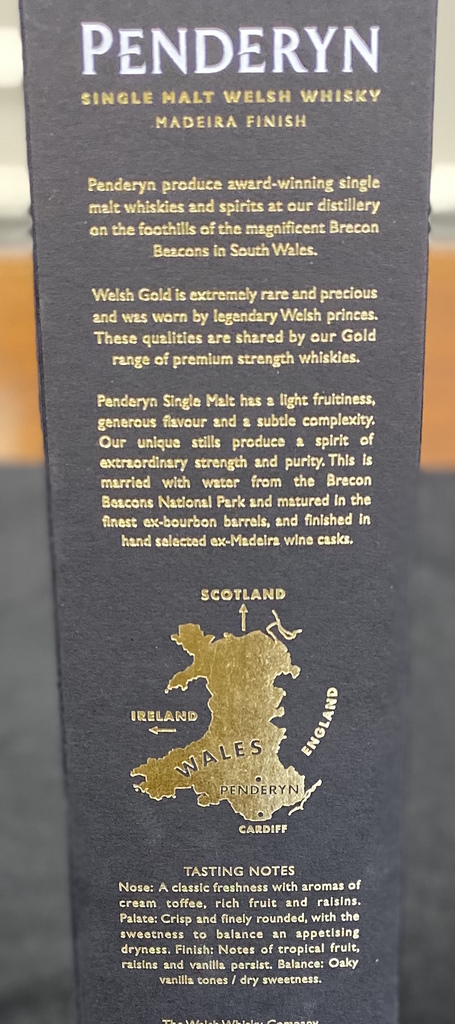 PENDERYN
SINGLE MALT WELSH WHISKY
MADEIRA FINISH
Penderyn produce award-winning single
malt whiskies and spirits at our distillery
on the foothills of the magnificent Brecon
Beacons in South Wales.
Welsh Gold is extremely rare and precious
and was worn by legendary Welsh princes.
These qualities are shared by our Gold
range of premium strength whiskies.
Penderyn Single Malt has a light fruitiness,
generous flavour and a subtle complexity.
Our unique stills produce a spirit of
extraordinary strength and purity. This is
married with water from the Brecon
Beacons National Park and matured in the
finest ex-bourbon barrels, and finished in
hand selected ex-Madeira wine casks.
SCOTLAND
IRELAND
ENGLAND
WALES
PENDERYN
CARDIFF
TASTING NOTES
Nose: A classic freshness with aromas of
cream toffee, rich fruit and raisins.
Palate: Crisp and finely rounded, with the
sweetness to balance an appetising
dryness. Finish: Notes of tropical fruit,
raisins and vanilla persist. Balance: Oaky
vanilla tones / dry sweetness.
The Welsh Whisky Company